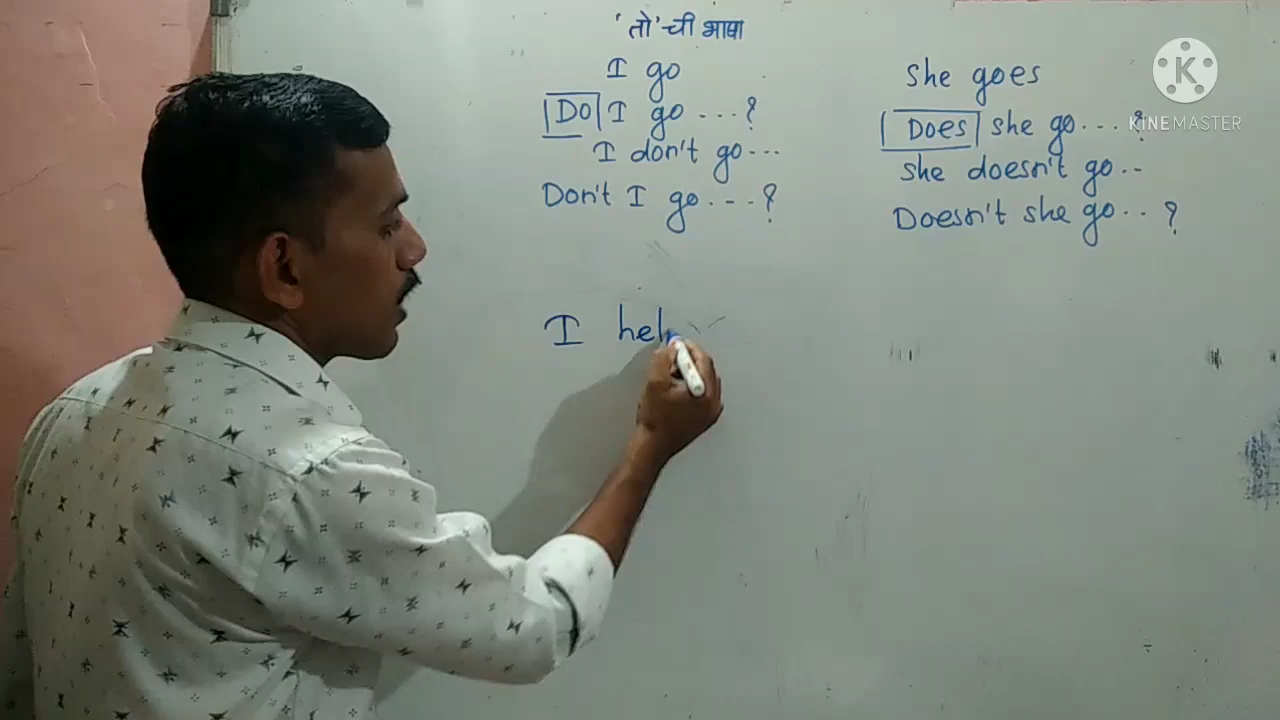 'तो' ची भाषा
I go
Do I go ---?
I don't go ---
Don't I go ---?
She goes
Does she go ---?
she doesn't go --
Doesn't she go -- ?
I hel
KINEMASTER